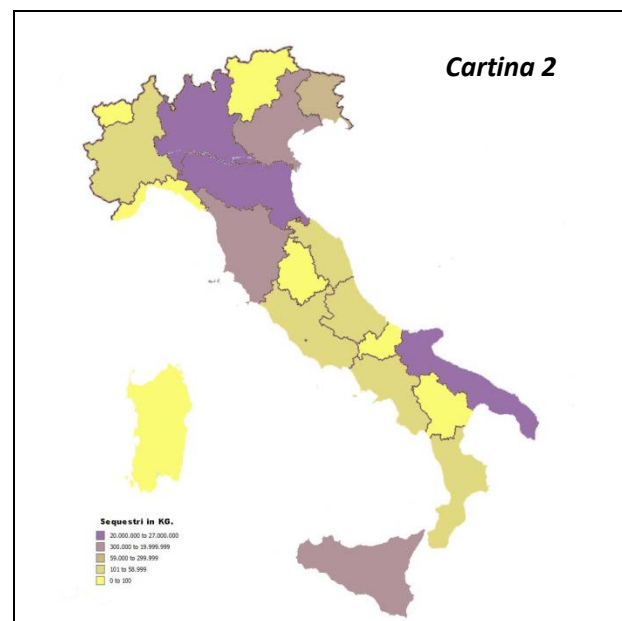 Cartina 2
Sequestri in KG.
20.000.000 to 27.000.000
300.000 to 19.999.999
59.000 to 299.999
101 to 58.999
0 to 100